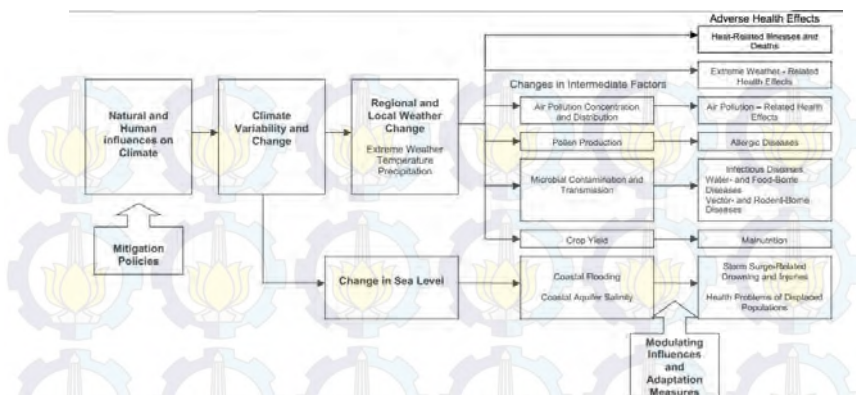 Adverse Health Effects
Heat-Related Illnesses and
Deaths
Natural and
Human
influences on
Climate
Climate
Variability and
Change
Regional and
Local Weather
Change
Extreme Weather
Temperature
Precipitation
Extreme Weather - Related
Health Effects
Changes in Intermediate Factors
Air Pollution Concentration
and Distribution
Air Pollution – Related Health
Effects
Pollen Production
Allergic Diseases
Microbial Contamination and
Transmission
Infectious Diseases
Water- and Food-Borne
Diseases
Vector- and Rodent-Borne
Diseases
Mitigation
Policies
Crop Yield
Malnutrition
Change in Sea Level
Coastal Flooding
Coastal Aquifer Salinity
Storm Surge-Related
Drowning and Injuries
Health Problems of Displaced
Populations
Modulating
Influences
and
Adaptation
Measures